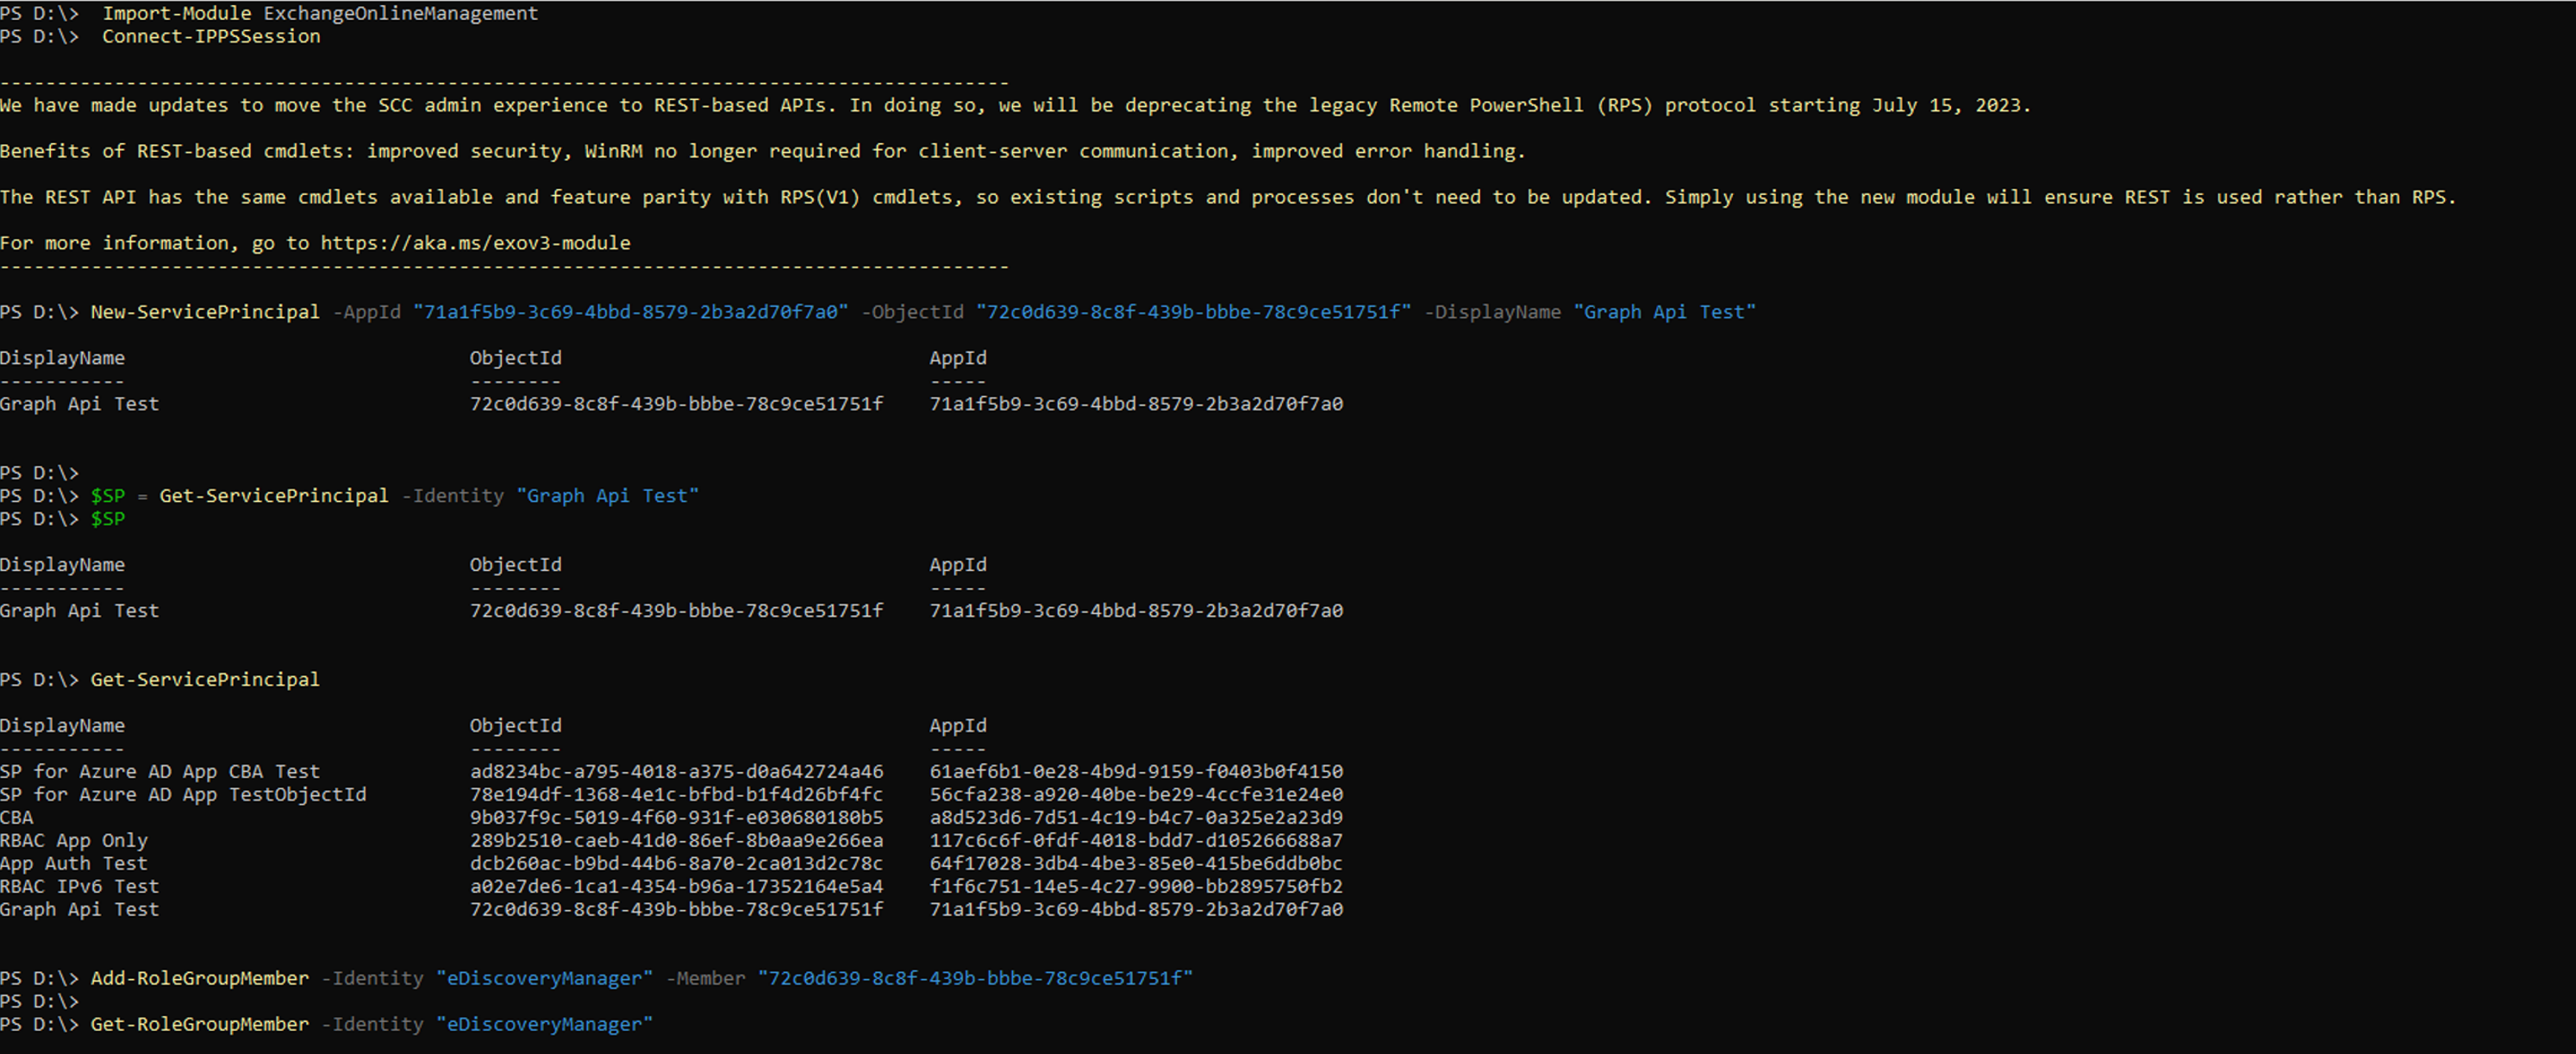 PS D:\>  Import-Module ExchangeOnlineManagement
PS D:\>  Connect-IPPSSession
----------------------------------------------------------------------------------------
We have made updates to move the SCC admin experience to REST-based APIs. In doing so, we will be deprecating the legacy Remote PowerShell (RPS) protocol starting July 15, 2023.
Benefits of REST-based cmdlets: improved security, WinRM no longer required for client-server communication, improved error handling.
The REST API has the same cmdlets available and feature parity with RPS(V1) cmdlets, so existing scripts and processes don't need to be updated. Simply using the new module will ensure REST is used rather than RPS.
For more information, go to https://aka.ms/exov3-module
----------------------------------------------------------------------------------------
PS D:\> New-ServicePrincipal -AppId "71a1f5b9-3c69-4bbd-8579-2b3a2d70f7a0" -ObjectId "72c0d639-8c8f-439b-bbbe-78c9ce51751f" -DisplayName "Graph Api Test"
DisplayName                              ObjectId                                AppId
-----------                              --------                                -----
Graph Api Test                           72c0d639-8c8f-439b-bbbe-78c9ce51751f    71a1f5b9-3c69-4bbd-8579-2b3a2d70f7a0
PS D:\>
PS D:\> $SP = Get-ServicePrincipal -Identity "Graph Api Test"
PS D:\> $SP
DisplayName                              ObjectId                                AppId
-----------                              --------                                -----
Graph Api Test                           72c0d639-8c8f-439b-bbbe-78c9ce51751f    71a1f5b9-3c69-4bbd-8579-2b3a2d70f7a0
PS D:\> Get-ServicePrincipal
DisplayName                              ObjectId                                AppId
-----------                              --------                                -----
SP for Azure AD App CBA Test             ad8234bc-a795-4018-a375-d0a642724a46    61aef6b1-0e28-4b9d-9159-f0403b0f4150
SP for Azure AD App TestObjectId         78e194df-1368-4e1c-bfbd-b1f4d26bf4fc    56cfa238-a920-40be-be29-4ccfe31e24e0
CBA                                      9b037f9c-5019-4f60-931f-e030680180b5    a8d523d6-7d51-4c19-b4c7-0a325e2a23d9
RBAC App Only                            289b2510-caeb-41d0-86ef-8b0aa9e266ea    117c6c6f-0fdf-4018-bdd7-d105266688a7
App Auth Test                            dcb260ac-b9bd-44b6-8a70-2ca013d2c78c    64f17028-3db4-4be3-85e0-415be6ddb0bc
RBAC IPv6 Test                           a02e7de6-1ca1-4354-b96a-17352164e5a4    f1f6c751-14e5-4c27-9900-bb2895750fb2
Graph Api Test                           72c0d639-8c8f-439b-bbbe-78c9ce51751f    71a1f5b9-3c69-4bbd-8579-2b3a2d70f7a0
PS D:\> Add-RoleGroupMember -Identity "eDiscoveryManager" -Member "72c0d639-8c8f-439b-bbbe-78c9ce51751f"
PS D:\>
PS D:\> Get-RoleGroupMember -Identity "eDiscoveryManager"